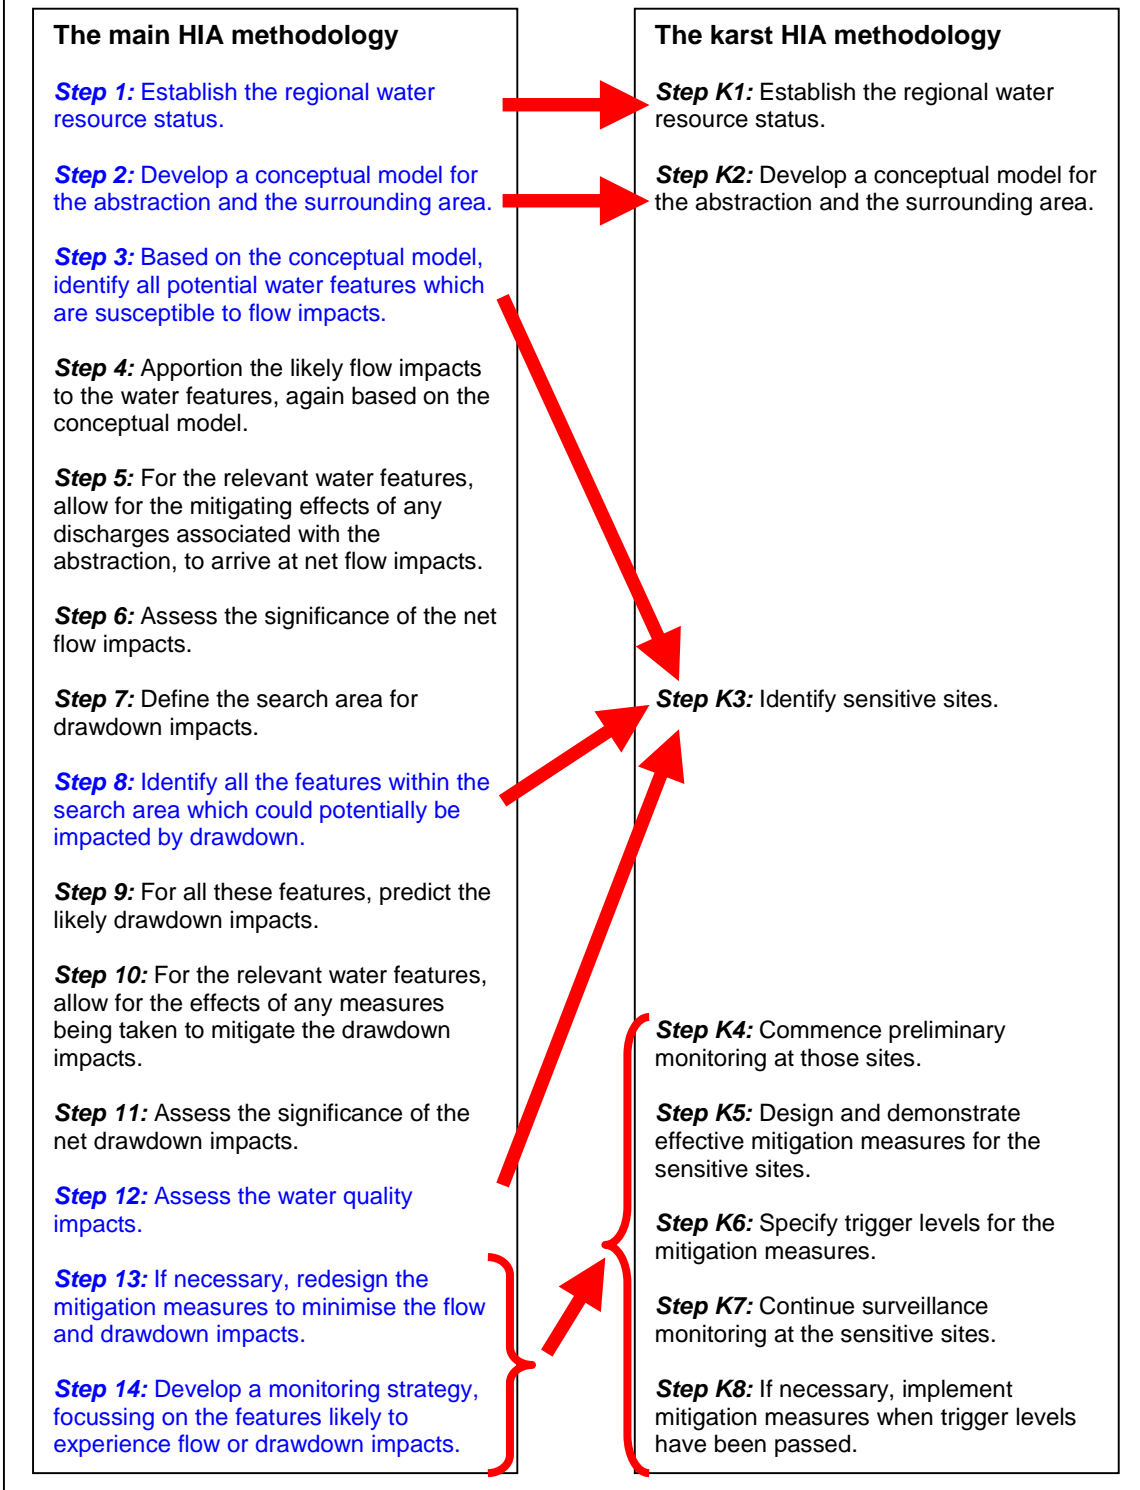 The main HIA methodology
Step 1: Establish the regional water
resource status.
Step 2: Develop a conceptual model for
the abstraction and the surrounding area.
Step 3: Based on the conceptual model,
identify all potential water features which
are susceptible to flow impacts.
Step 4: Apportion the likely flow impacts
to the water features, again based on the
conceptual model.
Step 5: For the relevant water features,
allow for the mitigating effects of any
discharges associated with the
abstraction, to arrive at net flow impacts.
Step 6: Assess the significance of the net
flow impacts.
Step 7: Define the search area for
drawdown impacts.
Step 8: Identify all the features within the
search area which could potentially be
impacted by drawdown.
Step 9: For all these features, predict the
likely drawdown impacts.
Step 10: For the relevant water features,
allow for the effects of any measures
being taken to mitigate the drawdown
impacts.
Step 11: Assess the significance of the
net drawdown impacts.
Step 12: Assess the water quality
impacts.
Step 13: If necessary, redesign the
mitigation measures to minimise the flow
and drawdown impacts.
Step 14: Develop a monitoring strategy,
focussing on the features likely to
experience flow or drawdown impacts.
The karst HIA methodology
Step K1: Establish the regional water
resource status.
Step K2: Develop a conceptual model for
the abstraction and the surrounding area.
Step K3: Identify sensitive sites.
Step K4: Commence preliminary
monitoring at those sites.
Step K5: Design and demonstrate
effective mitigation measures for the
sensitive sites.
Step K6: Specify trigger levels for the
mitigation measures.
Step K7: Continue surveillance
monitoring at the sensitive sites.
Step K8: If necessary, implement
mitigation measures when trigger levels
have been passed.